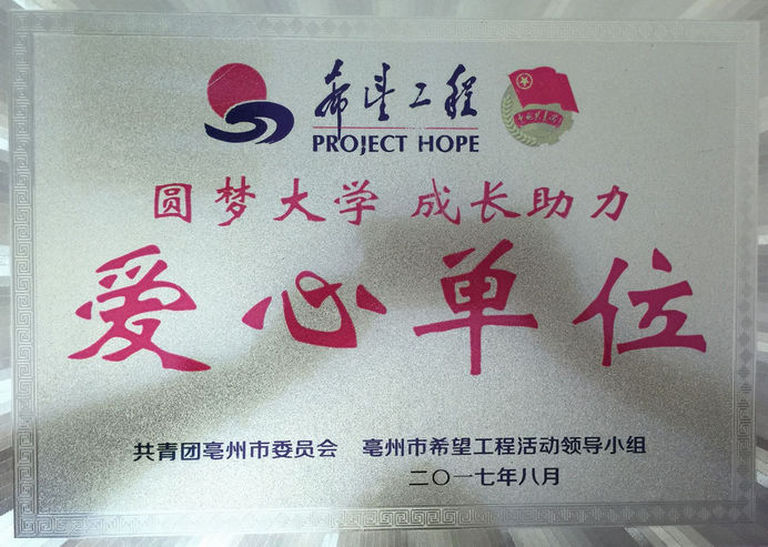 希望工程
PROJECT HOPE
圆梦大学 成长助力
爱心单位
共青团亳州市委员会 亳州市希望工程活动领导小组
二〇一七年八月